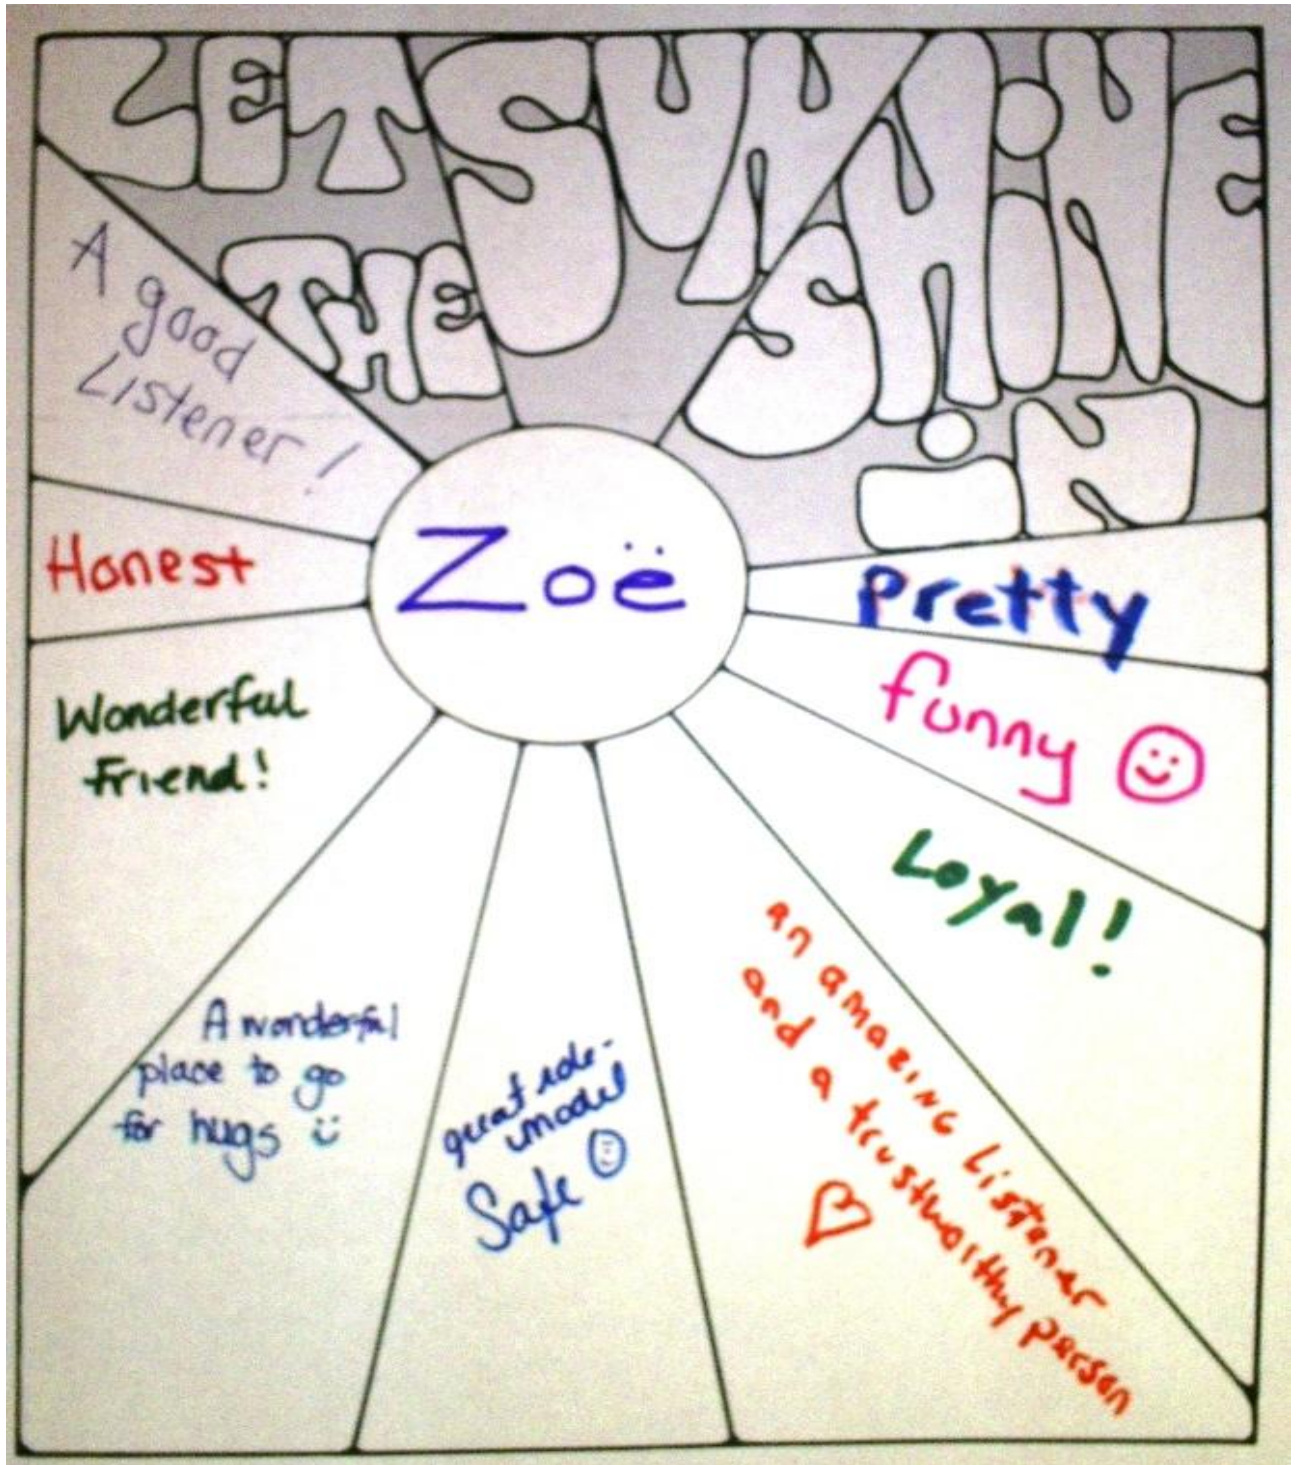 LET
THE
SUN
SHiNE
iN
A good
Listener!
Honest
Wonderful
Friend!
A wonderful
place to go
for hugs
great role-
model
Safe
an amazing Listener
and a trustworthy person
Loyal!
funny
Pretty
Zoë